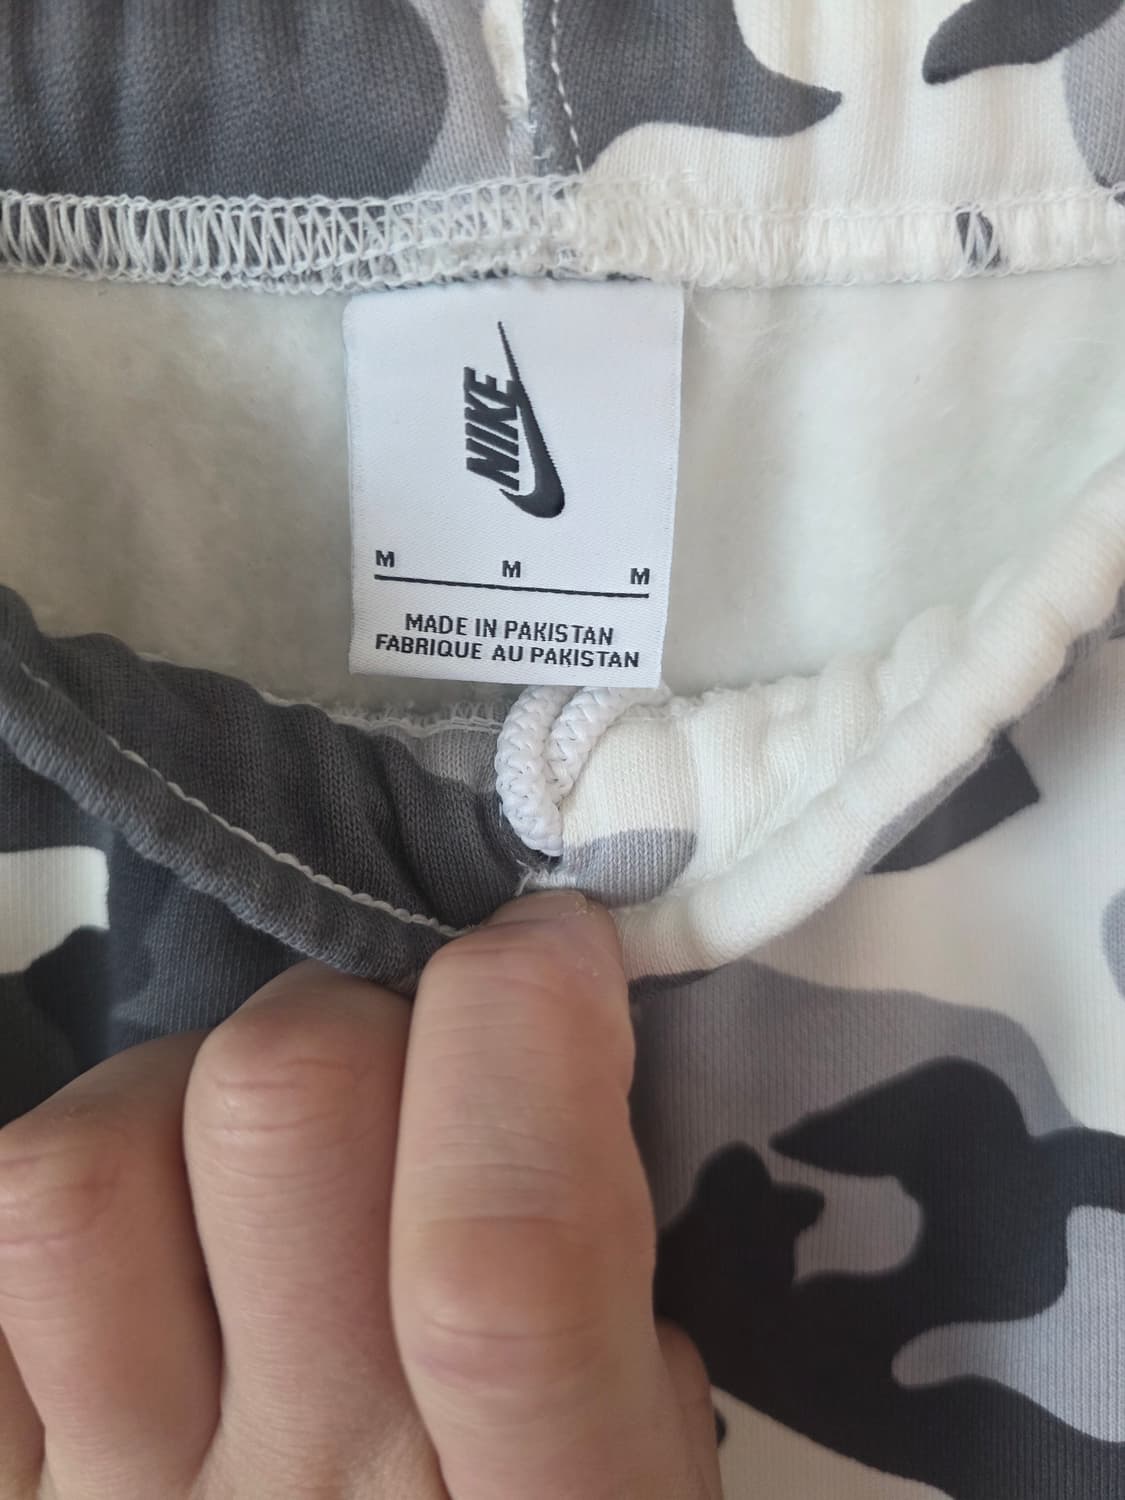 NIKE
M M M
MADE IN PAKISTAN
FABRIQUE AU PAKISTAN